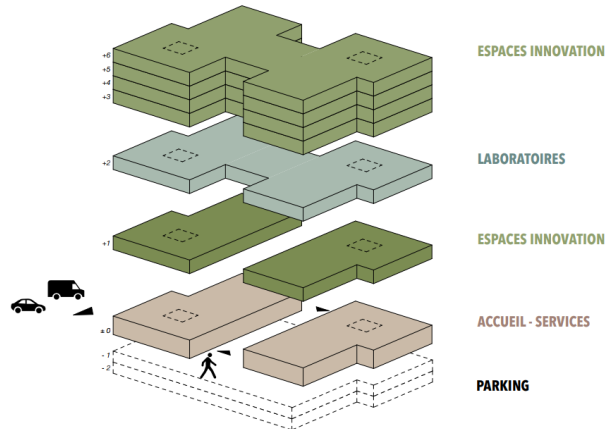 +6
ESPACES INNOVATION
+5
+4
+3
+2
LABORATOIRES
+1
ESPACES INNOVATION
± 0
ACCUEIL - SERVICES
- 1
- 2
PARKING